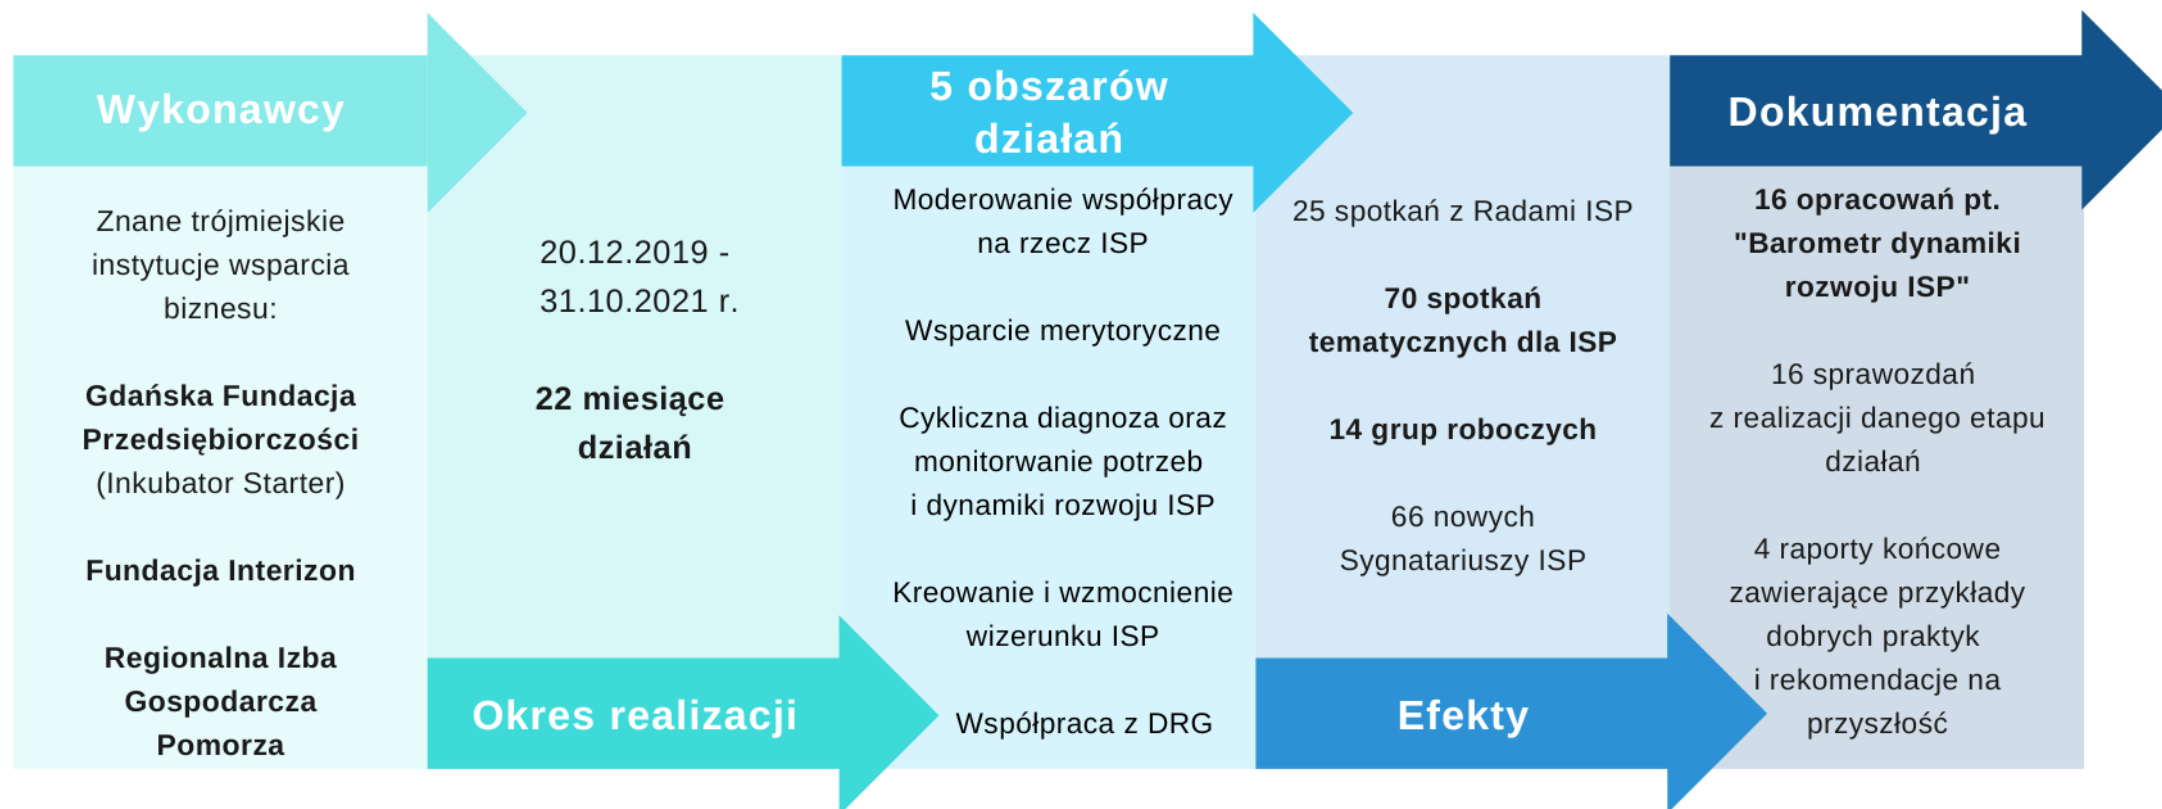 Wykonawcy
Znane trójmiejskie
instytucje wsparcia
biznesu:
Gdańska Fundacja
Przedsiębiorczości
(Inkubator Starter)
Fundacja Interizon
Regionalna Izba
Gospodarcza
Pomorza
20.12.2019 -
31.10.2021 r.
22 miesiące
działań
Okres realizacji
5 obszarów
działań
Moderowanie współpracy
na rzecz ISP
Wsparcie merytoryczne
Cykliczna diagnoza oraz
monitorwanie potrzeb
i dynamiki rozwoju ISP
Kreowanie i wzmocnienie
wizerunku ISP
Współpraca z DRG
25 spotkań z Radami ISP
70 spotkań
tematycznych dla ISP
14 grup roboczych
66 nowych
Sygnatariuszy ISP
Efekty
Dokumentacja
16 opracowań pt.
"Barometr dynamiki
rozwoju ISP"
16 sprawozdań
z realizacji danego etapu
działań
4 raporty końcowe
zawierające przykłady
dobrych praktyk
i rekomendacje na
przyszłość